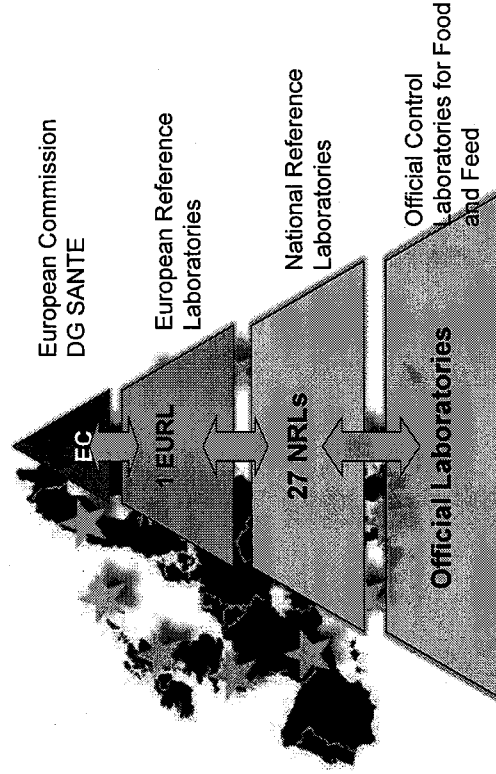 EC
European Commission
DG SANTE
1 EURL
European Reference
Laboratories
27 NRLs
National Reference
Laboratories
Official Laboratories
Official Control
Laboratories for Food
and Feed